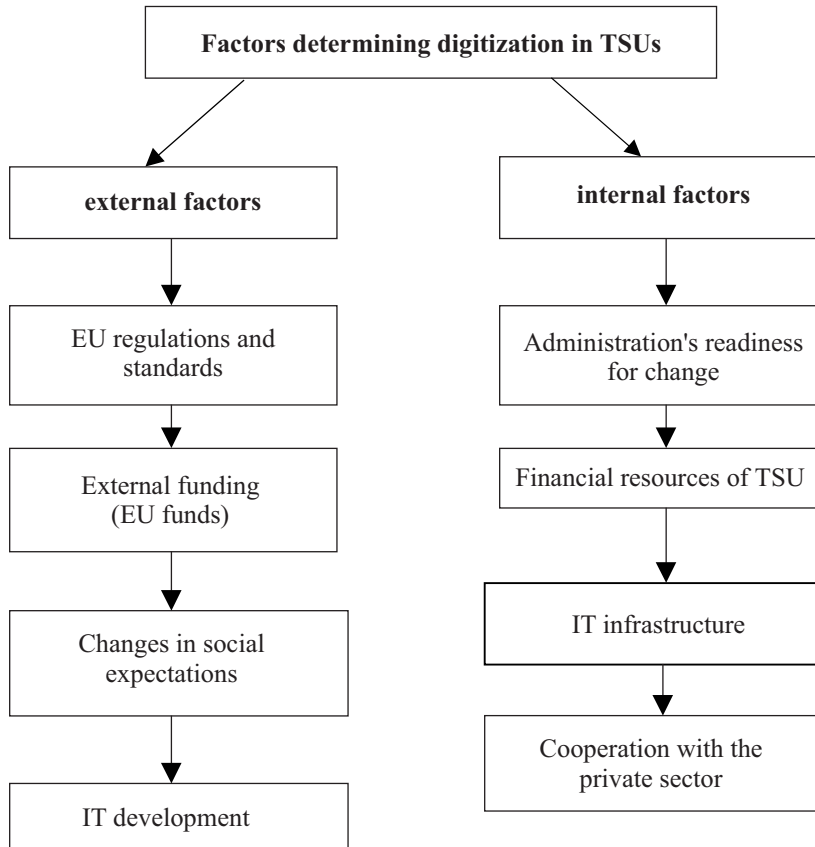 Factors determining digitization in TSUs
external factors
EU regulations and
standards
External funding
(EU funds)
Changes in social
expectations
IT development
internal factors
Administration's readiness
for change
Financial resources of TSU
IT infrastructure
Cooperation with the
private sector